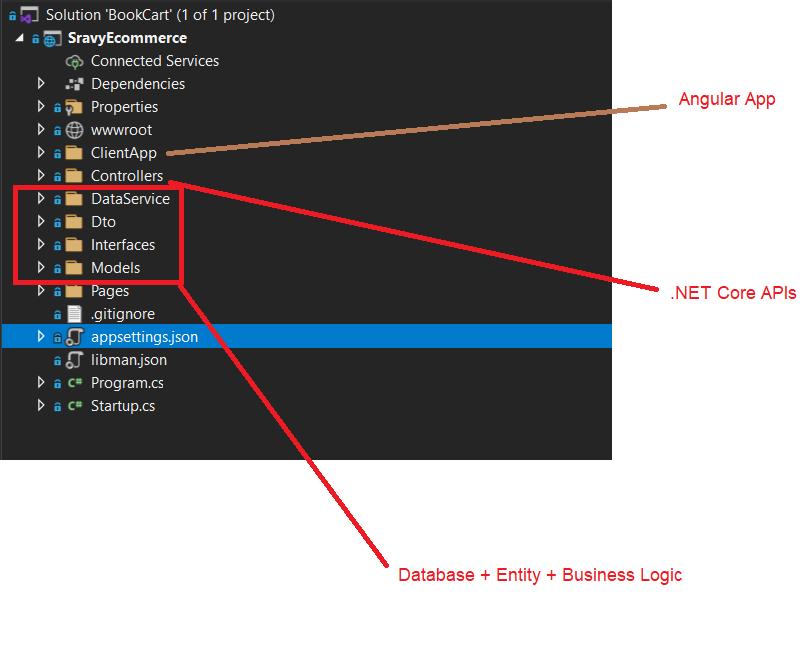 Solution 'BookCart' (1 of 1 project)
SravyEcommerce
Connected Services
Dependencies
Angular App
Properties
wwwroot
ClientApp
Controllers
DataService
Dto
Interfaces
Models
Pages
.NET Core APIs
.gitignore
appsettings.json
libman.json
C# Program.cs
C# Startup.cs
Database + Entity + Business Logic